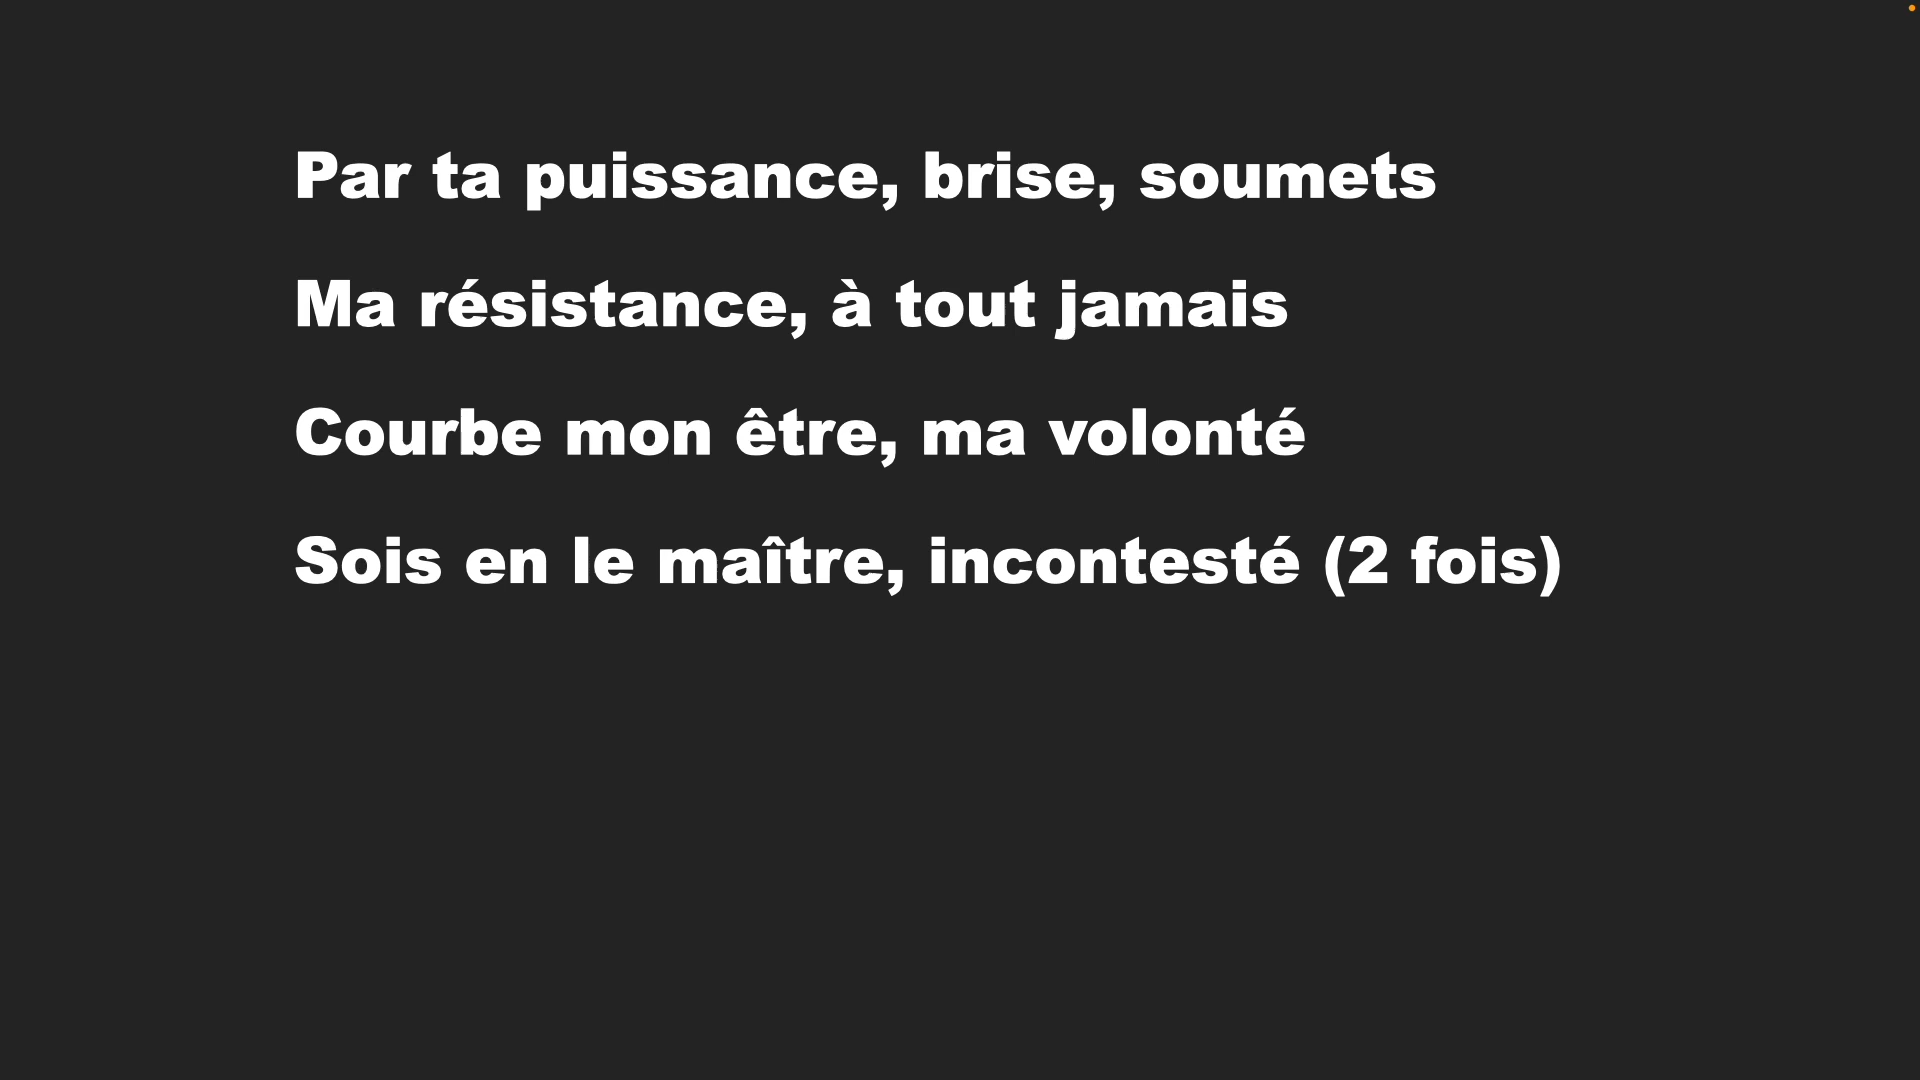 Par ta puissance, brise, soumets
Ma résistance, à tout jamais
Courbe mon être, ma volonté
Sois en le maître, incontesté (2 fois)